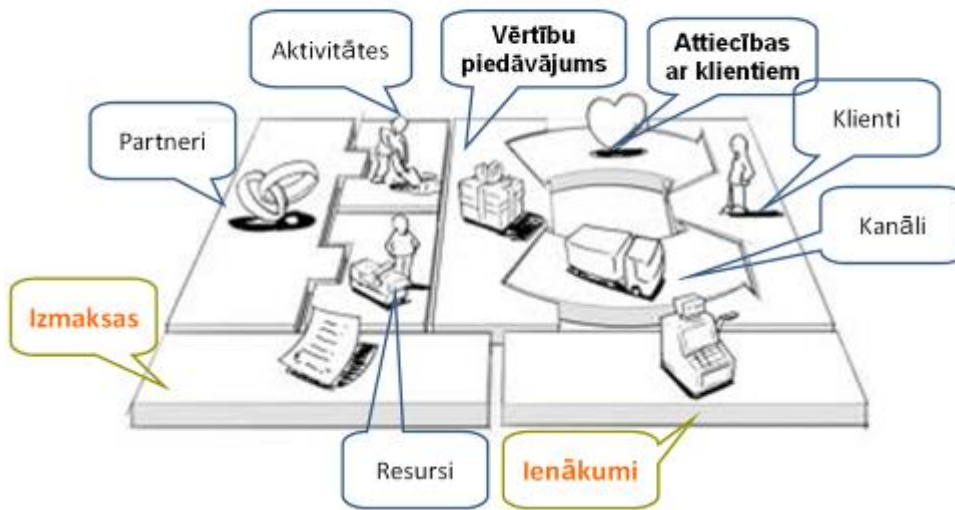 Aktivitātes
Vērtību
piedāvājums
Attiecības
ar klientiem
Klienti
Partneri
Kanāli
Izmaksas
Resursi
Ienākumi